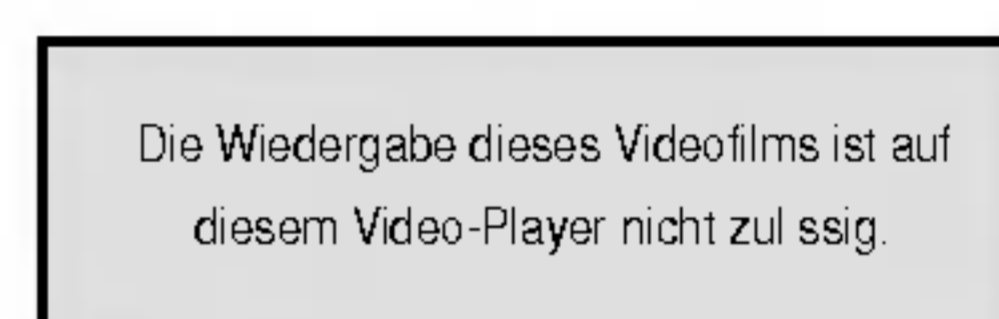 Die Wiedergabe dieses Videofilms ist auf
diesem Video-Player nicht zul ssig.